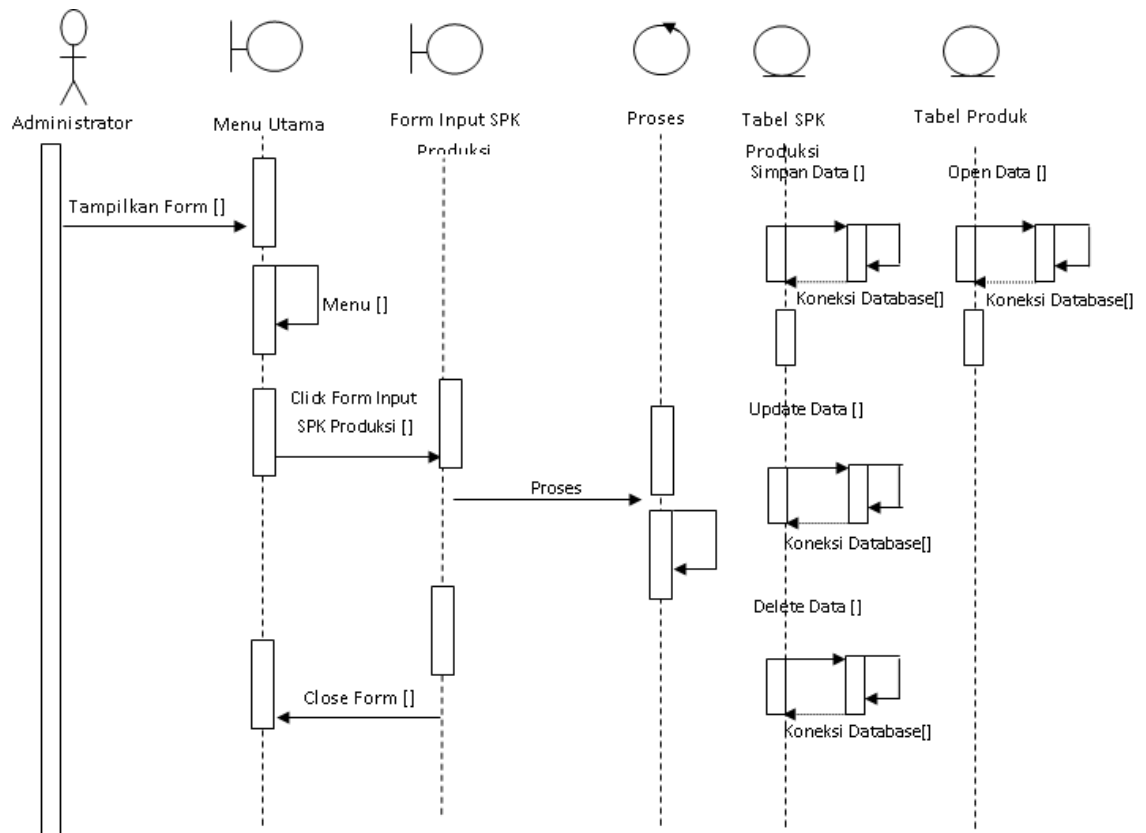 Administrator
Menu Utama
Form Input SPK
Produksi
Proses
Tabel SPK
Produksi
Tabel Produk
Simpan Data []
Open Data []
Tampilkan Form []
Koneksi Database[]
Koneksi Database[]
Menu []
Click Form Input
SPK Produksi []
Update Data []
Proses
Koneksi Database[]
Delete Data []
Close Form []
Koneksi Database[]